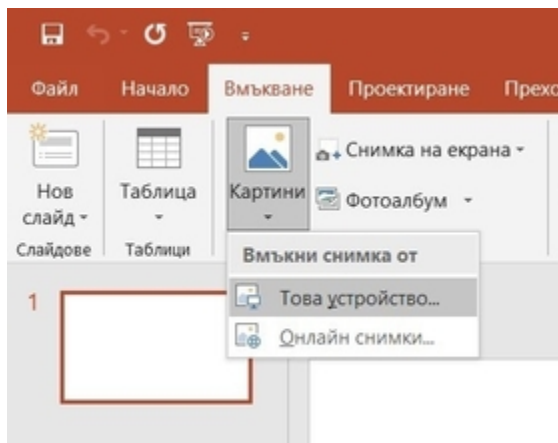 Файл Начало Вмъкване Проектиране
Снимка на екрана
Нов слайд
Таблица
Картини
Фотоалбум
Слайдове Таблици
Вмъкни снимка от
Това устройство...
Онлайн снимки...
1